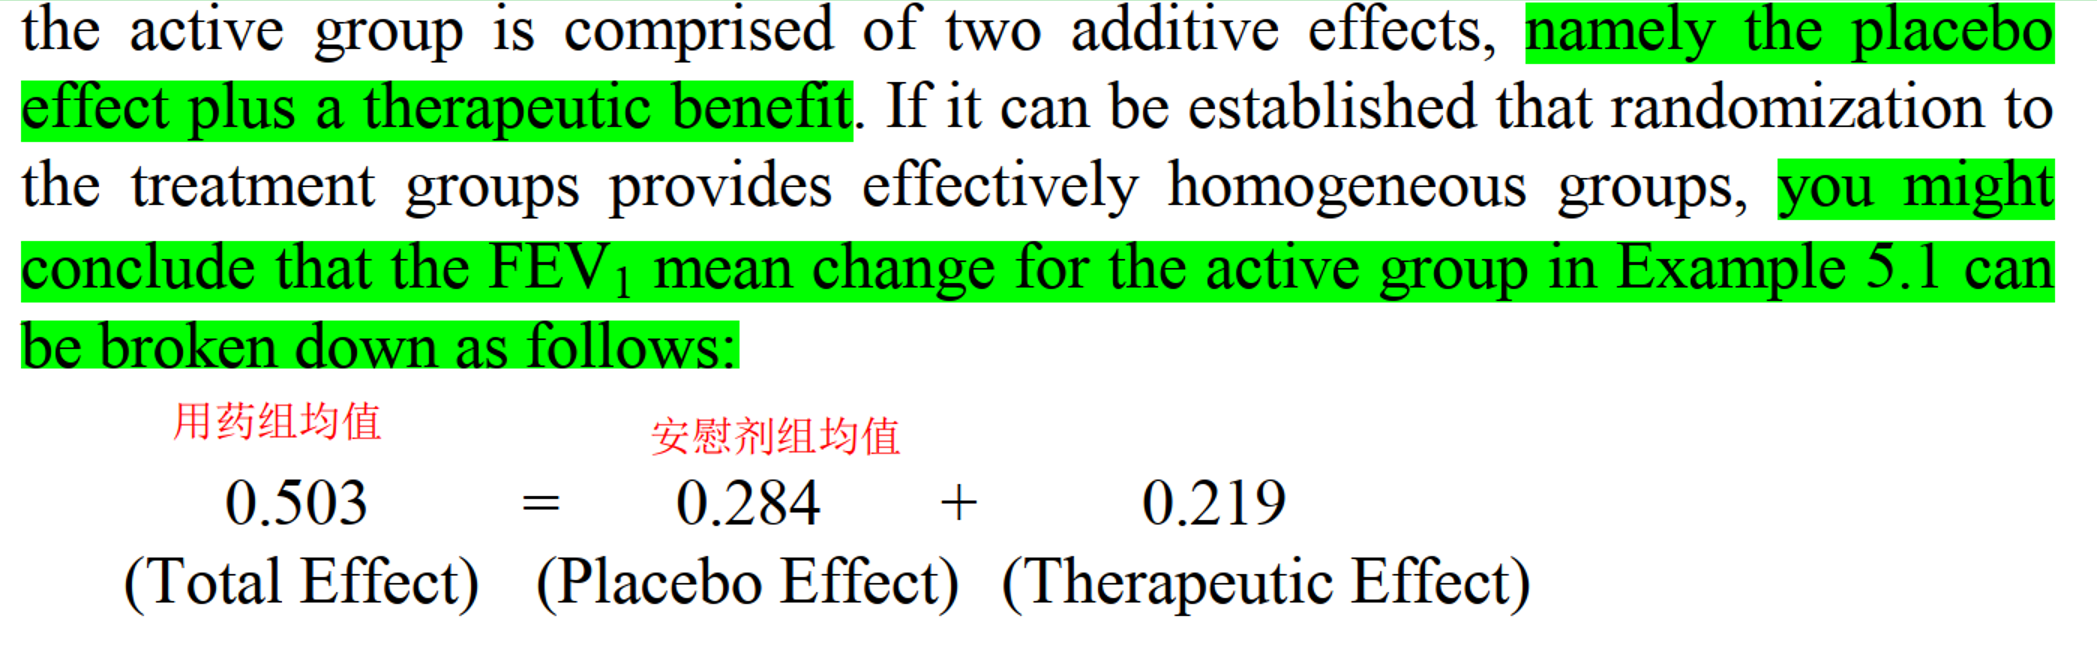 the active group is comprised of two additive effects, namely the placebo
effect plus a therapeutic benefit. If it can be established that randomization to
the treatment groups provides effectively homogeneous groups, you might
conclude that the FEV₁ mean change for the active group in Example 5.1 can
be broken down as follows:
用药组均值 安慰剂组均值
0.503 = 0.284 + 0.219
(Total Effect) (Placebo Effect) (Therapeutic Effect)